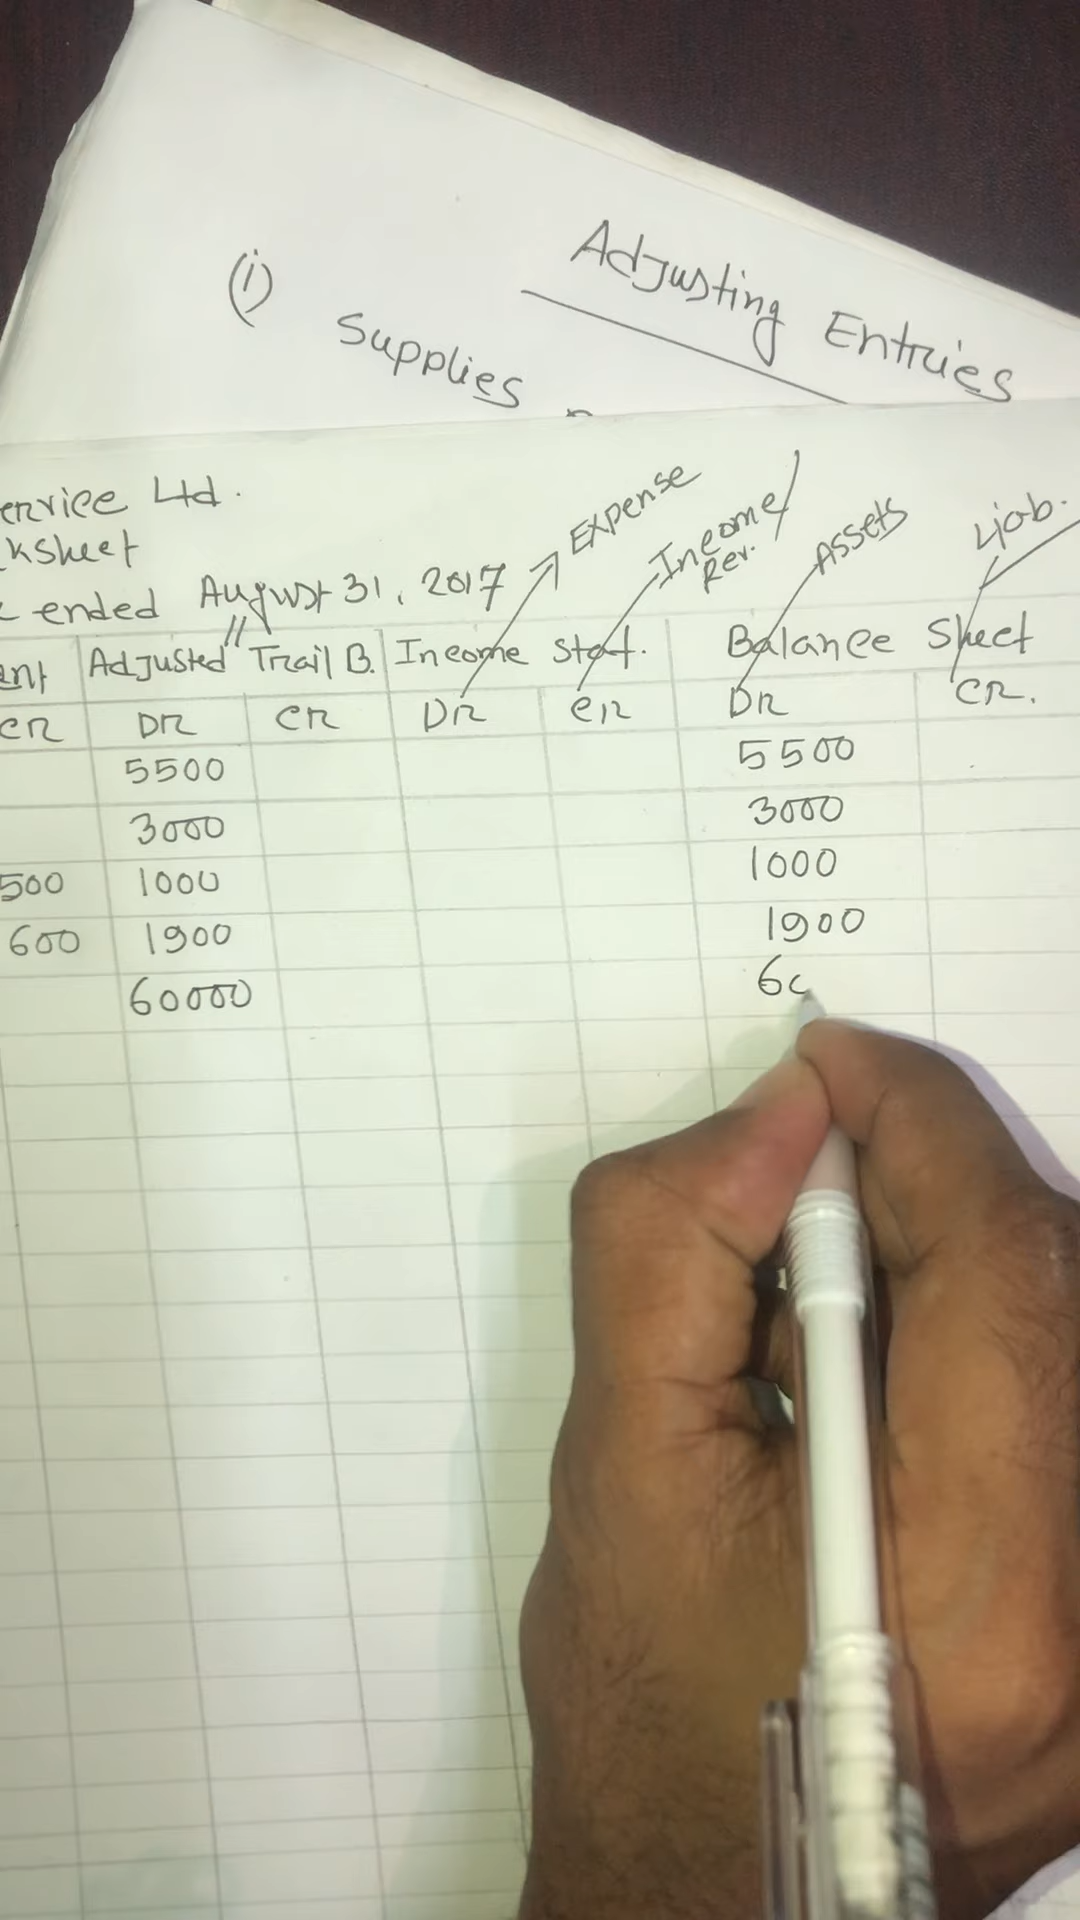 Adjusting Entries
(i)
Supplies
ervice Ltd.
ksheet
ended August 31, 2017
Expense
Income/
Rev.
Assets
Liab.
ent Adjusted Trail B. Income Stat. Balance Sheet
CR DR CR DR CR DR CR.
5500 5500
3000 3000
500 1000 1000
600 1900 1900
60000 60